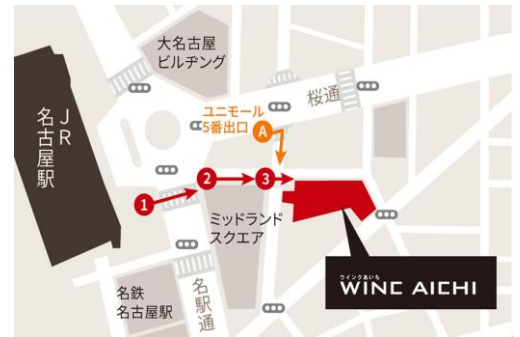 大名古屋
ビルヂング
桜通
ユニモール
5番出口
A
JR
名古屋駅
1
2
3
ミッドランド
スクエア
名鉄
名古屋駅
名駅通
ウインクあいち
WINC AICHI